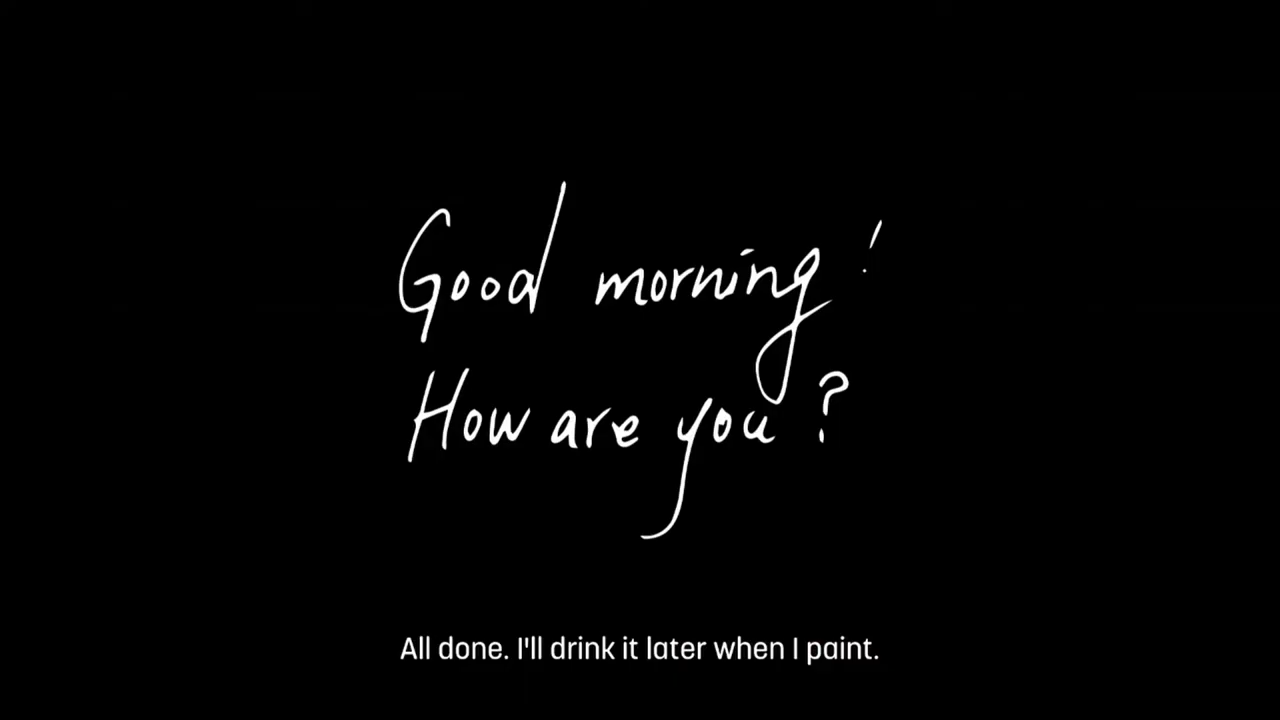 Good morning!
How are you?
All done. I'll drink it later when I paint.